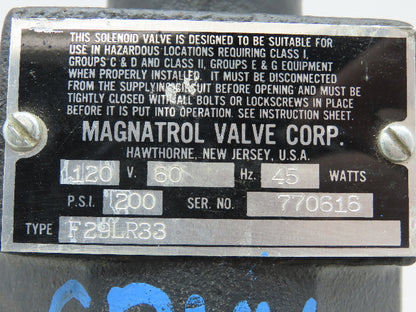 THIS SOLENOID VALVE IS DESIGNED TO BE SUITABLE FOR
USE IN HAZARDOUS LOCATIONS REQUIRING CLASS I,
GROUPS C & D AND CLASS II, GROUPS E & G EQUIPMENT
WHEN PROPERLY INSTALLED. IT MUST BE DISCONNECTED
FROM THE SUPPLYING CIRCUIT BEFORE OPENING AND MUST BE
TIGHTLY CLOSED WITH ALL BOLTS OR LOCKSCREWS IN PLACE
BEFORE IT IS PUT INTO OPERATION. SEE INSTRUCTION SHEET.
MAGNATROL VALVE CORP.
HAWTHORNE, NEW JERSEY, U.S.A.
120 V. 60 Hz. 45 WATTS
P.S.I. 200 SER. NO. 770616
TYPE F29LR33